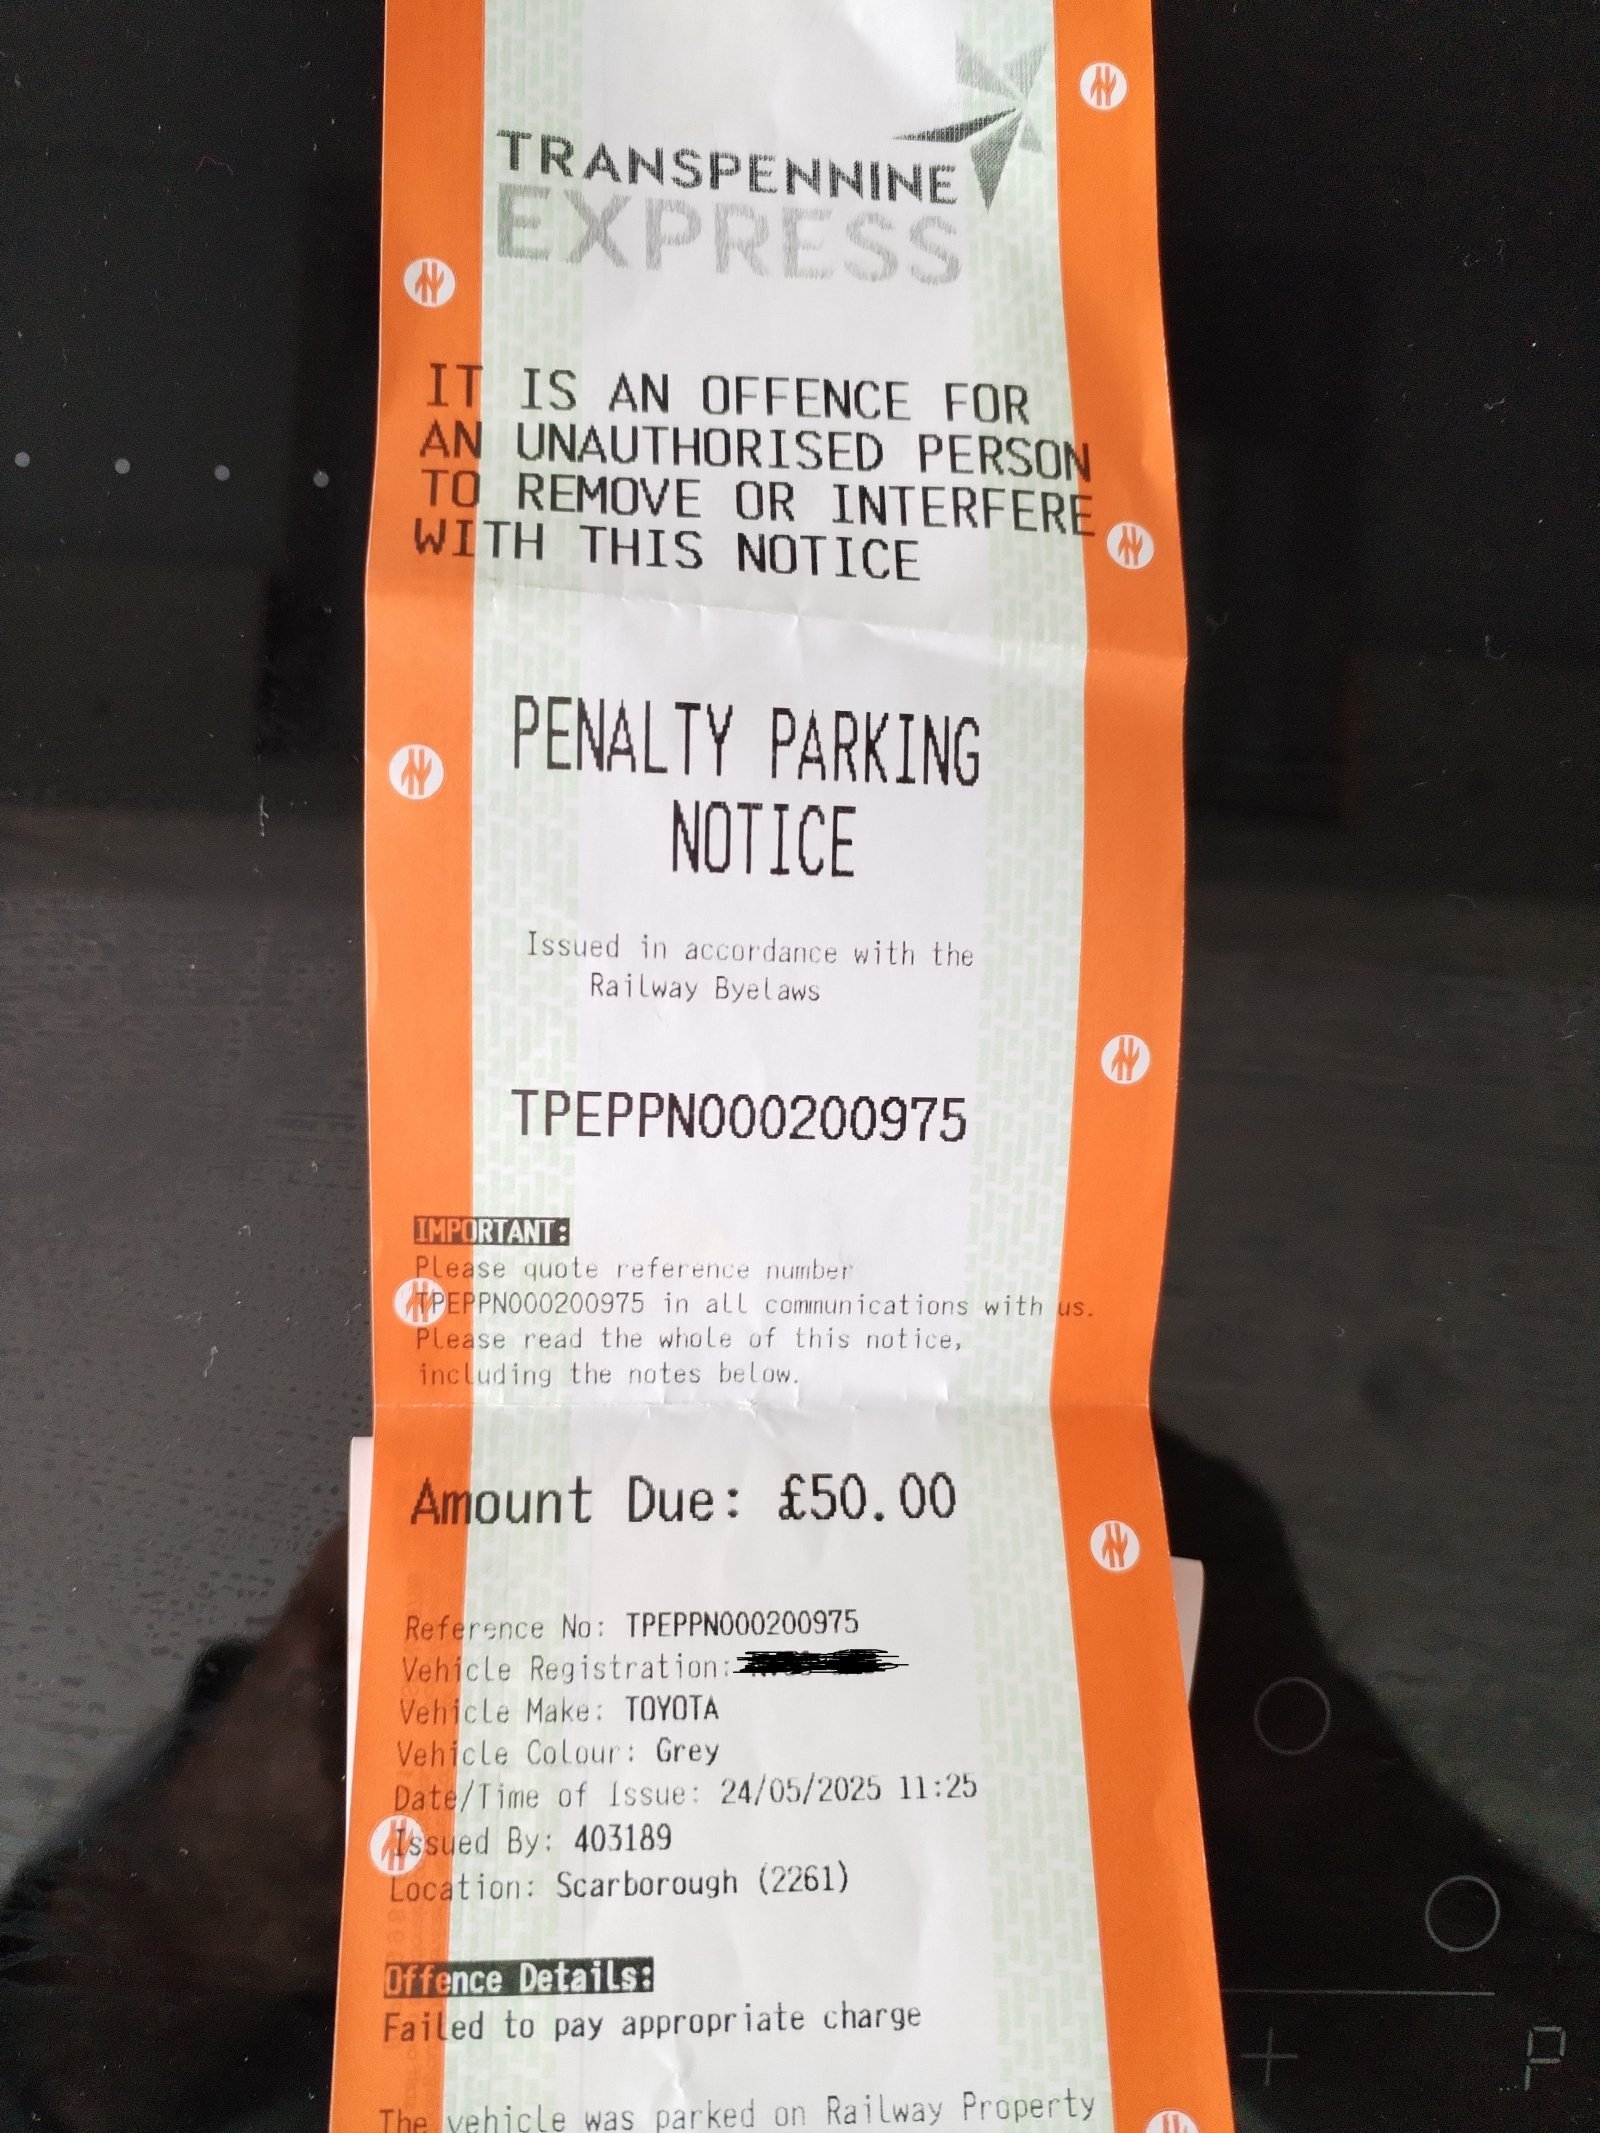 TRANSPENNINE
EXPRESS
IT IS AN OFFENCE FOR
AN UNAUTHORISED PERSON
TO REMOVE OR INTERFERE
WITH THIS NOTICE
PENALTY PARKING
NOTICE
Issued in accordance with the
Railway Byelaws
TPEPPN000200975
IMPORTANT:
Please quote reference number
TPEPPN000200975 in all communications with us.
Please read the whole of this notice,
including the notes below.
Amount Due: £50.00
Reference No: TPEPPN000200975
Vehicle Registration:
Vehicle Make: TOYOTA
Vehicle Colour: Grey
Date/Time of Issue: 24/05/2025 11:25
Issued By: 403189
Location: Scarborough (2261)
Offence Details:
Failed to pay appropriate charge
The vehicle was parked on Railway Property
P